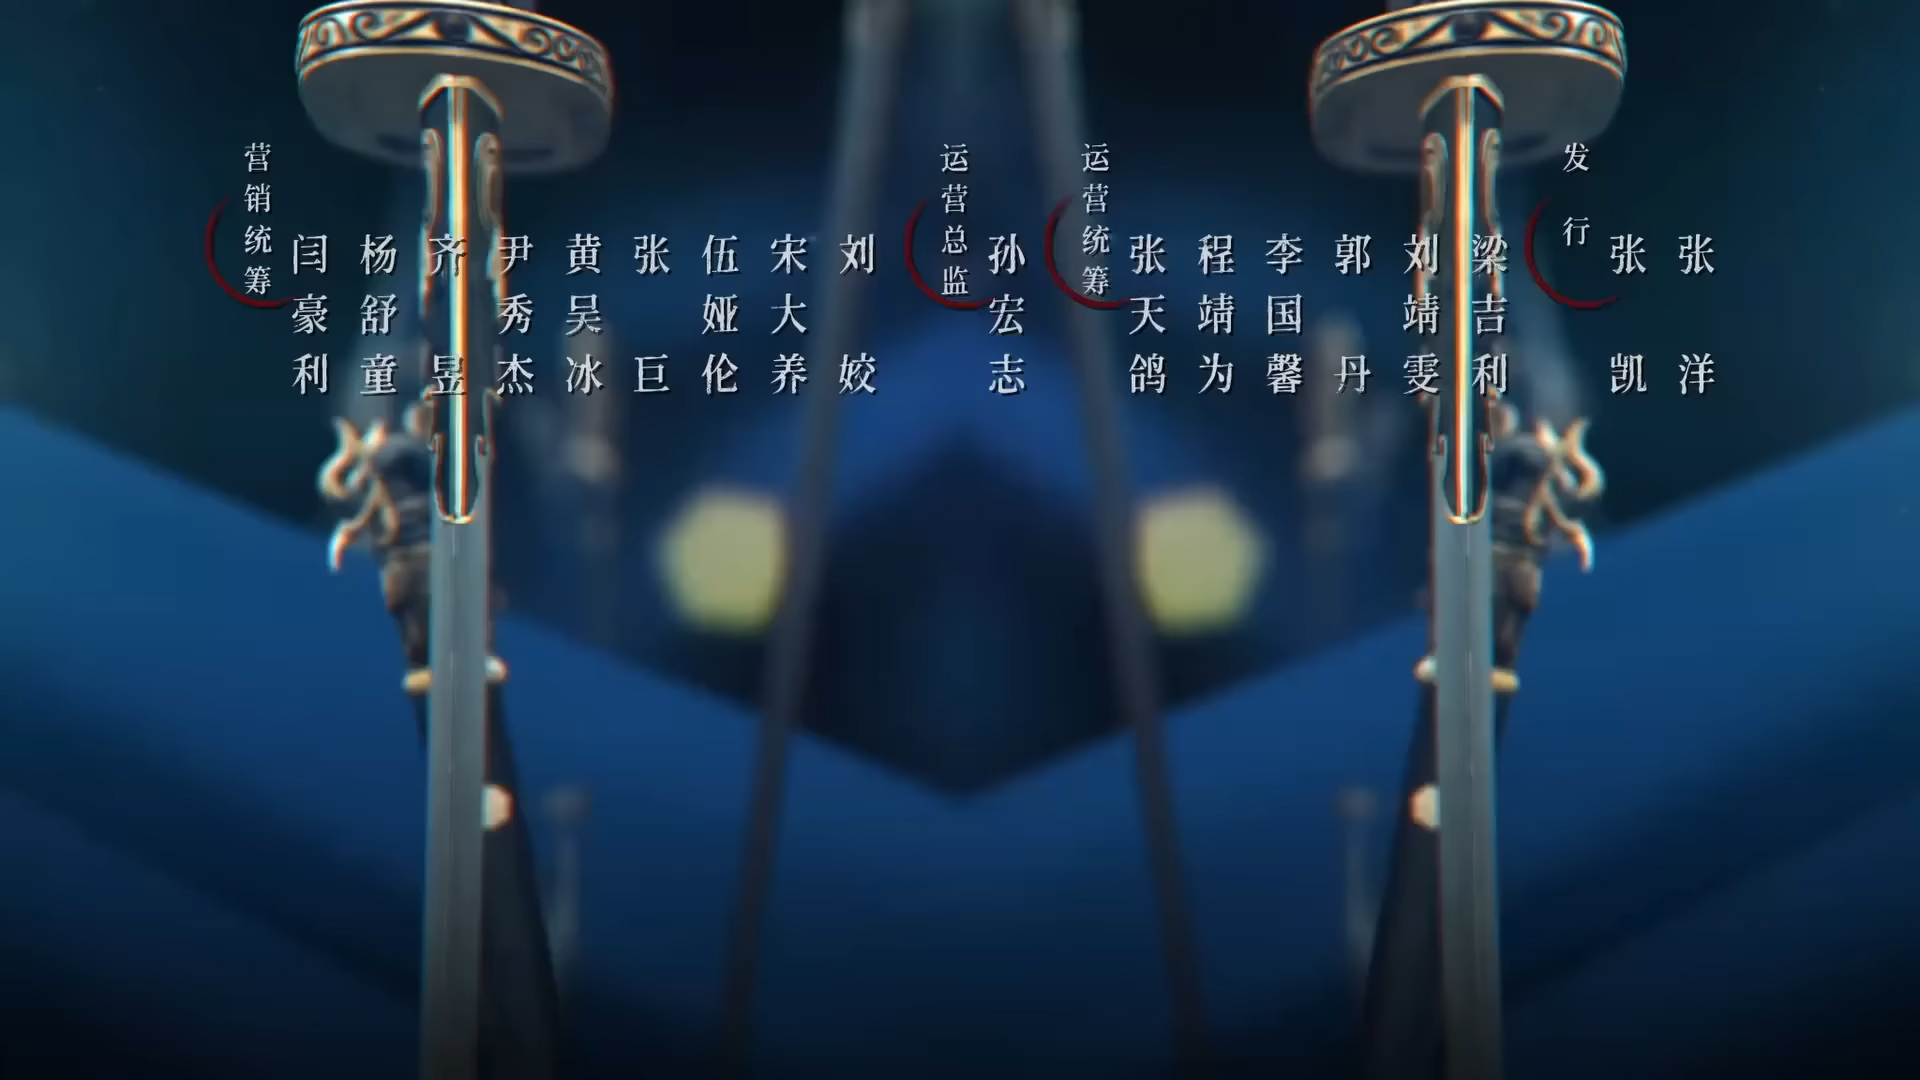 营销统筹
闫豪利
杨舒童
齐昱
尹秀杰
黄吴冰
张巨
伍娅伦
宋大养
刘姣
运营总监
孙宏志
运营统筹
张天鸽
程靖为
李国馨
郭丹
刘靖雯
梁吉利
发行
张凯
张洋